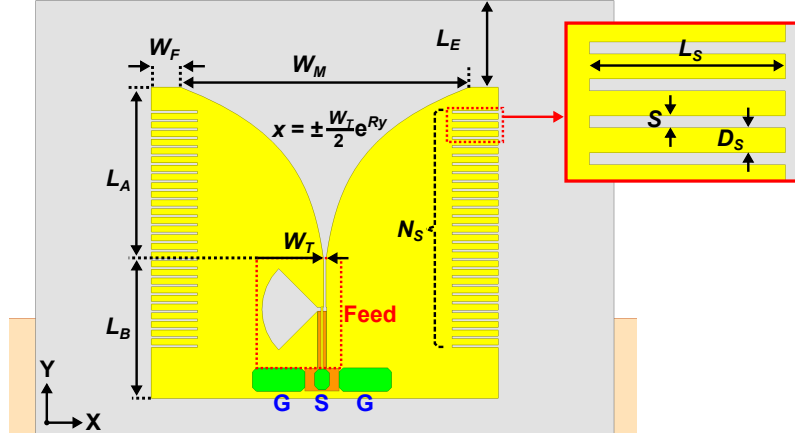 L_E
W_F
W_M
L_S
x = ± W_T/2 e^{Ry}
S
D_S
L_A
N_S
W_T
L_B
Feed
Y
X
G S G